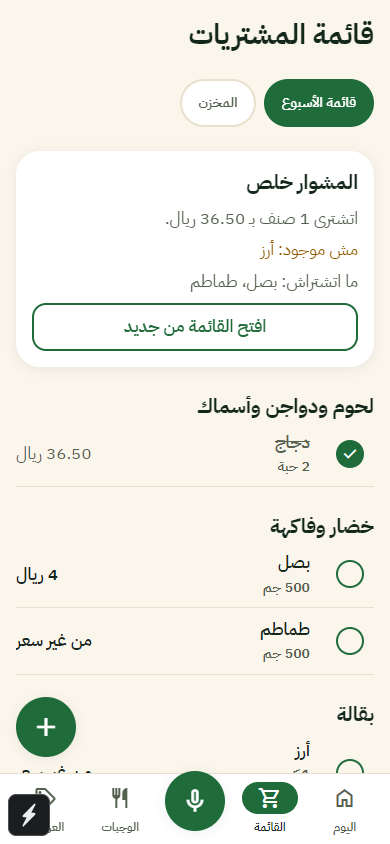 قائمة المشتريات
قائمة الأسبوع
المخزن
المشوار خلص
اتشترى 1 صنف بـ 36.50 ريال.
مش موجود: أرز
ما اتشتراش: بصل، طماطم
افتح القائمة من جديد
لحوم ودواجن وأسماك
دجاج
36.50 ريال
2 حبة
خضار وفاكهة
بصل
4 ريال
500 جم
طماطم
من غير سعر
500 جم
بقالة
أرز
اليوم
القائمة
الوجبات